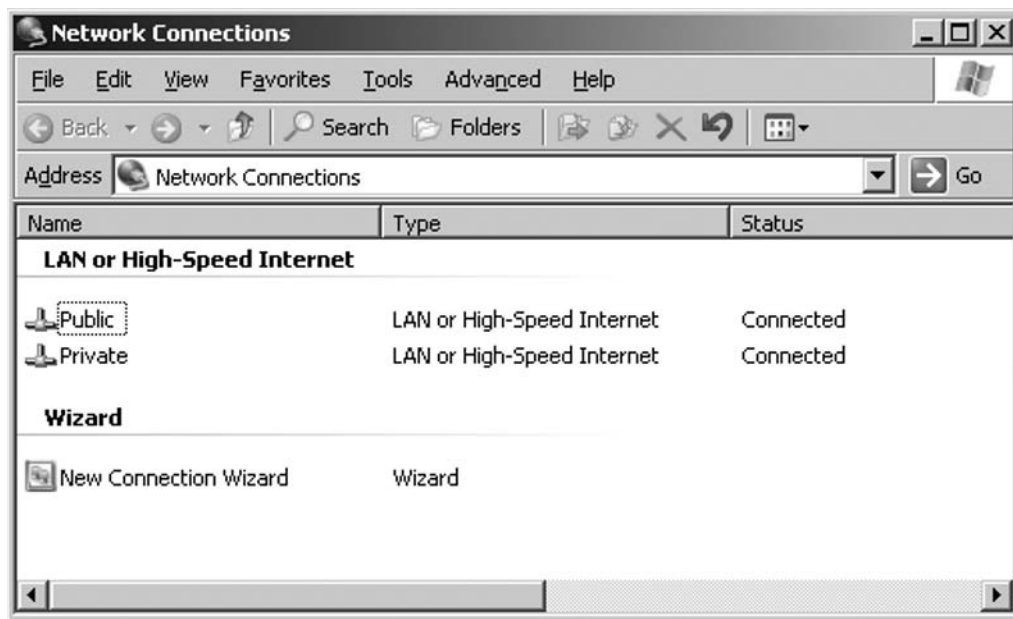 Network Connections
File Edit View Favorites Tools Advanced Help
Back Search Folders
Address Network Connections Go
Name Type Status
LAN or High-Speed Internet
Public LAN or High-Speed Internet Connected
Private LAN or High-Speed Internet Connected
Wizard
New Connection Wizard Wizard